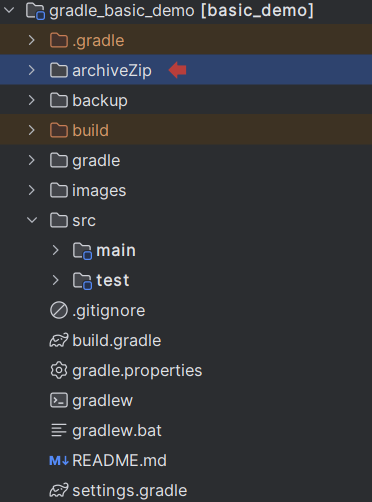 gradle_basic_demo [basic_demo]
.gradle
archiveZip
backup
build
gradle
images
src
main
test
.gitignore
build.gradle
gradle.properties
gradlew
gradlew.bat
M↓ README.md
settings.gradle